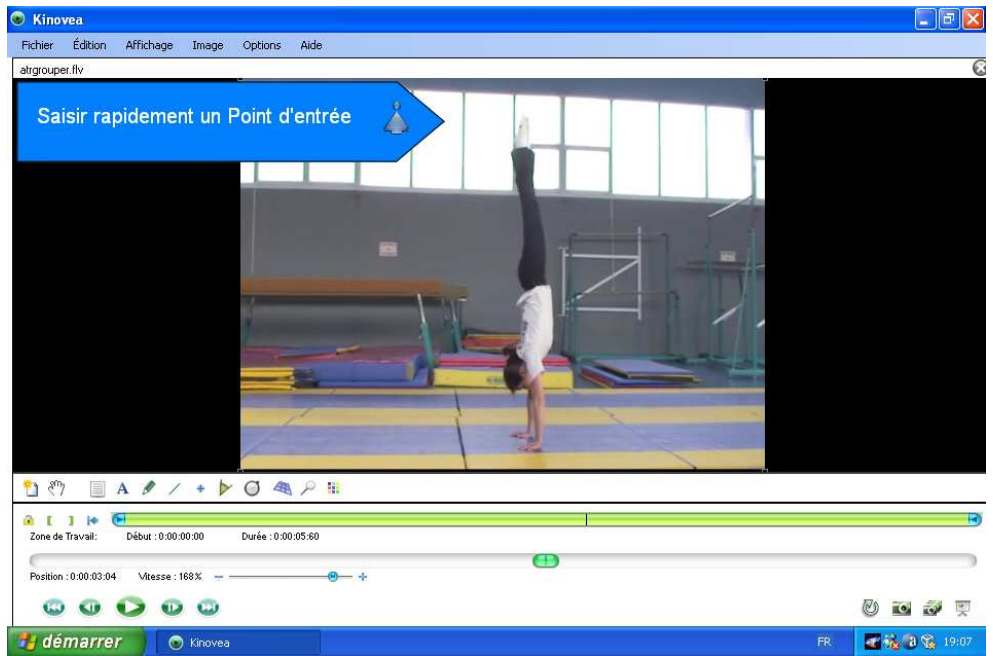 Kinovea
Fichier Édition Affichage Image Options Aide
atrgrouper.flv
Saisir rapidement un Point d'entrée
Zone de Travail: Début : 0:00:00:00 Durée : 0:00:05:60
Position : 0:00:03:04 Vitesse : 168% 
démarrer Kinovea FR 19:07